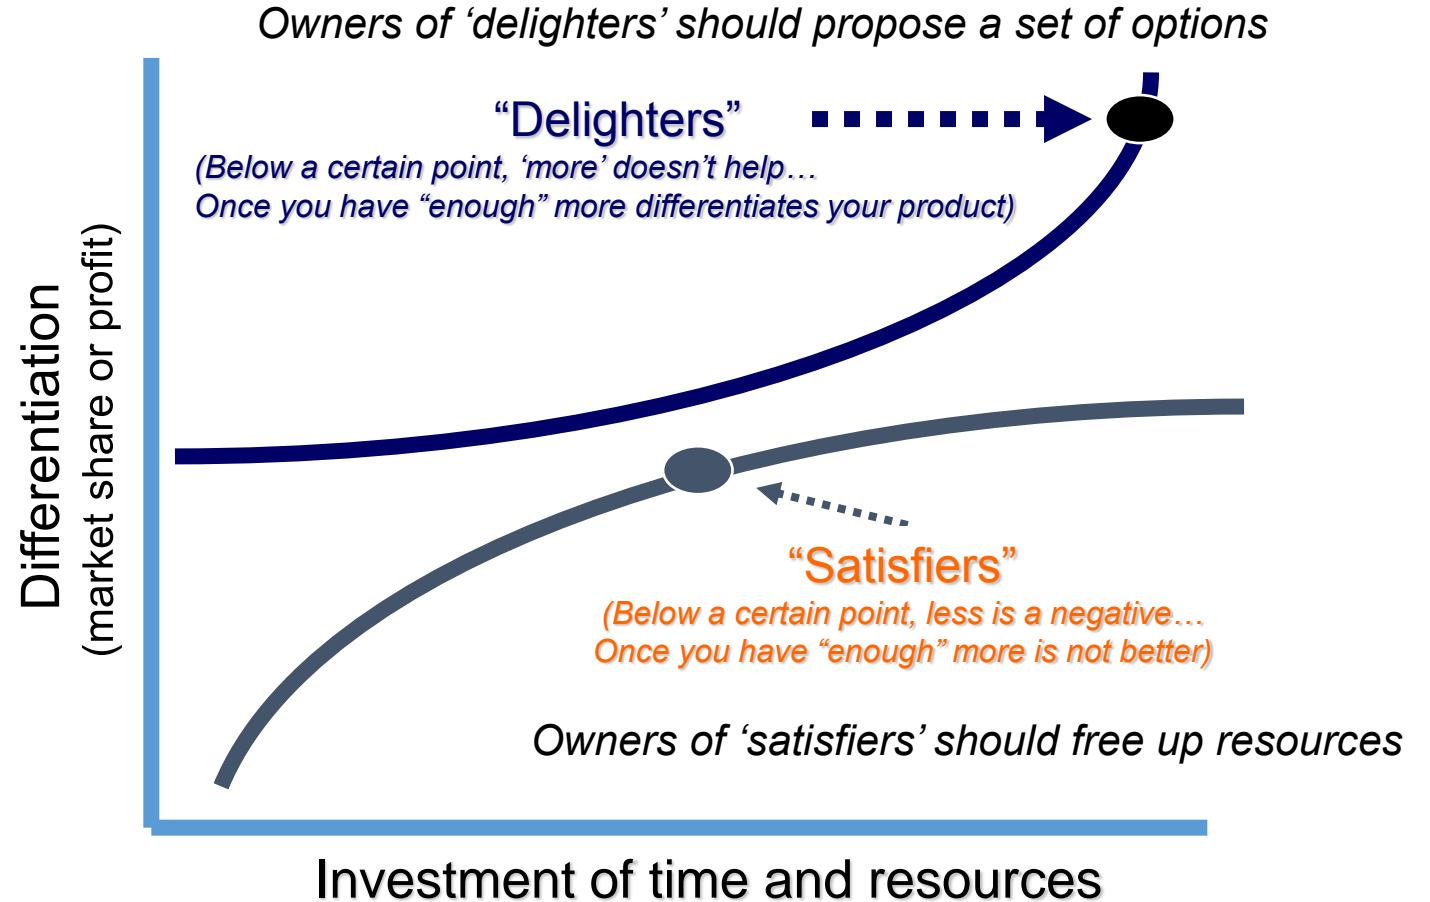 Owners of ‘delighters’ should propose a set of options
“Delighters”
(Below a certain point, ‘more’ doesn’t help…
Once you have “enough” more differentiates your product)
Differentiation
(market share or profit)
“Satisfiers”
(Below a certain point, less is a negative…
Once you have “enough” more is not better)
Owners of ‘satisfiers’ should free up resources
Investment of time and resources